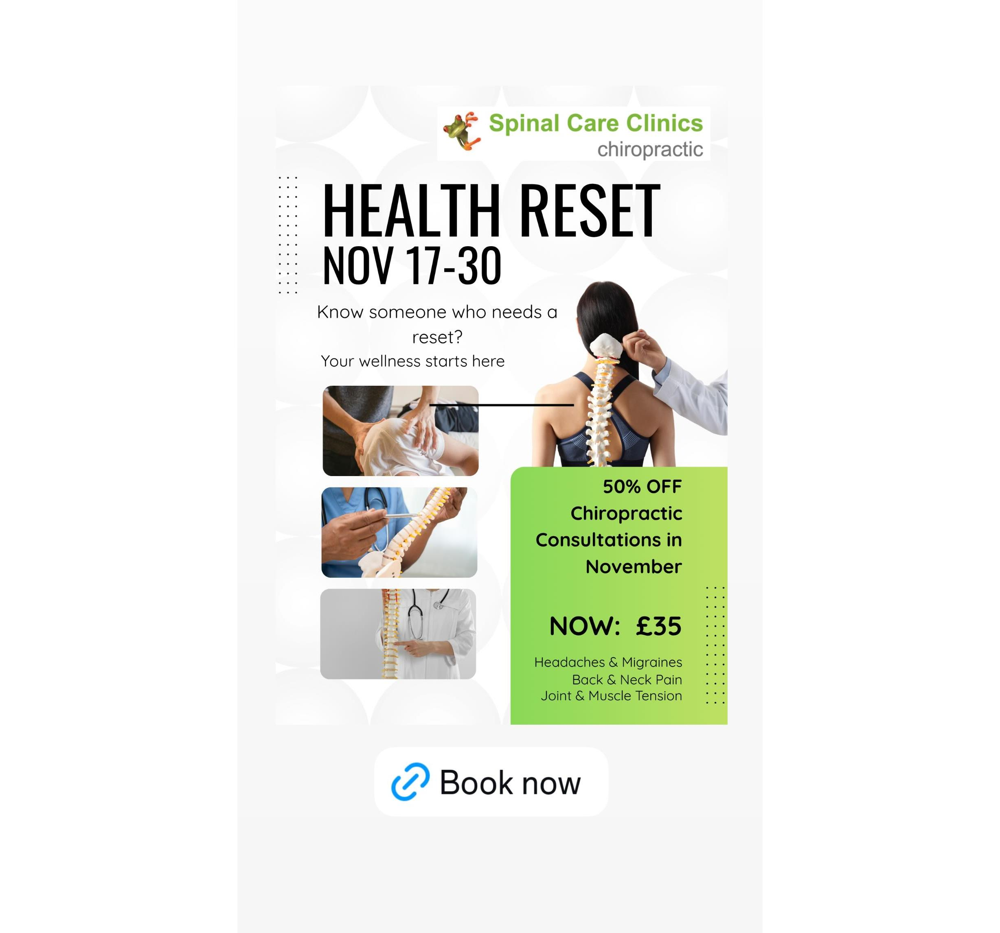 Spinal Care Clinics
chiropractic
HEALTH RESET
NOV 17-30
Know someone who needs a
reset?
Your wellness starts here
50% OFF
Chiropractic
Consultations in
November
NOW: £35
Headaches & Migraines
Back & Neck Pain
Joint & Muscle Tension
Book now